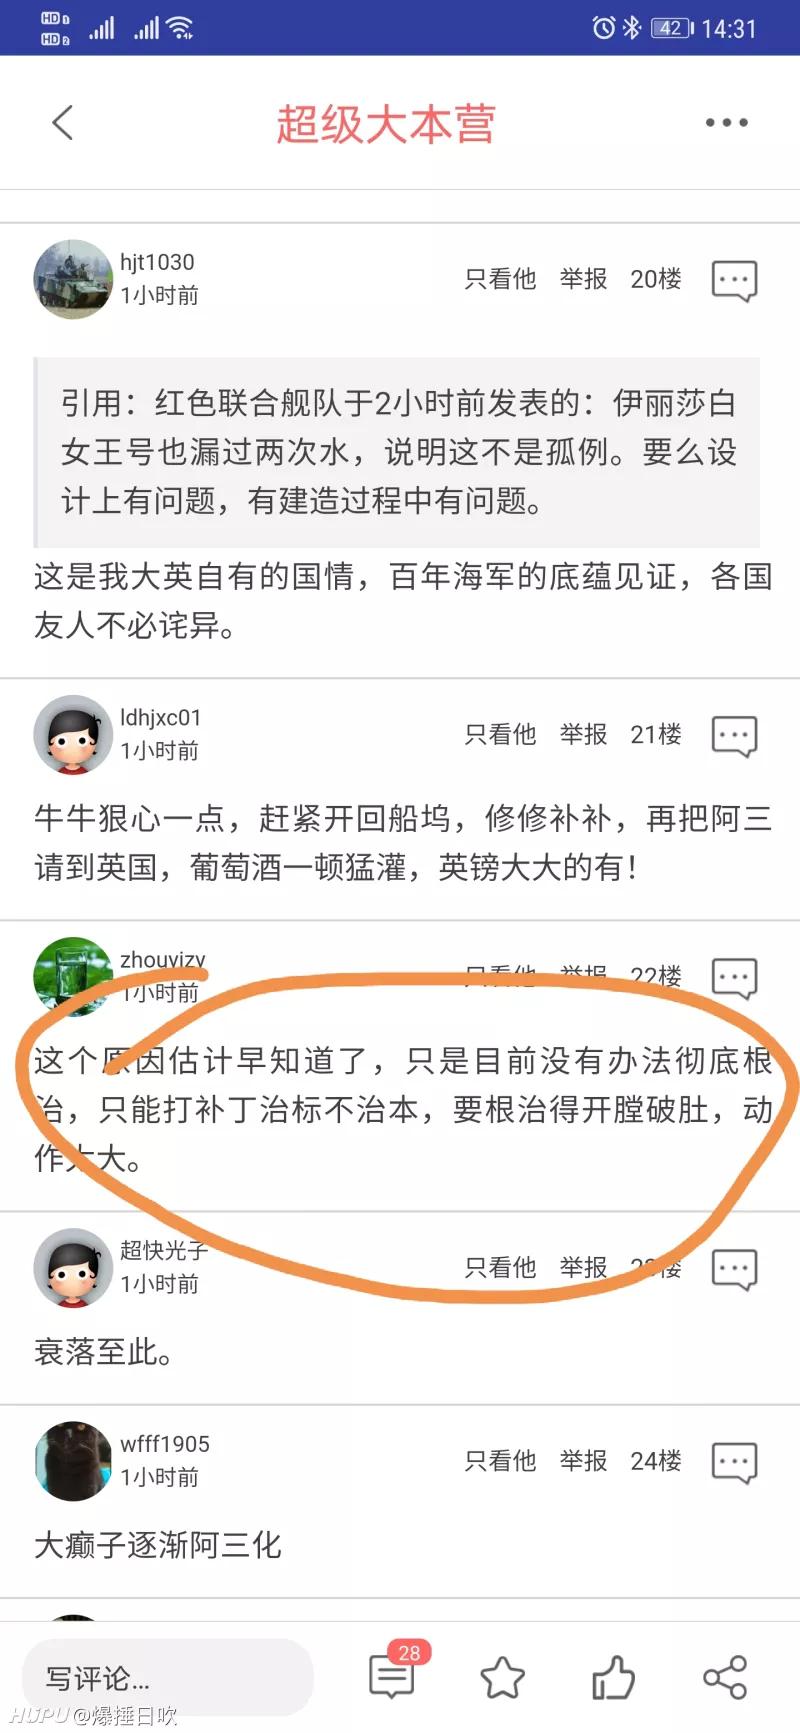 HD 1
HD 2
42
14:31
超级大本营
hjt1030
1小时前
只看他 举报 20楼
引用：红色联合舰队于2小时前发表的：伊丽莎白
女王号也漏过两次水，说明这不是孤例。要么设
计上有问题，有建造过程中有问题。
这是我大英自有的国情，百年海军的底蕴见证，各国
友人不必诧异。
ldhjxc01
1小时前
只看他 举报 21楼
牛牛狠心一点，赶紧开回船坞，修修补补，再把阿三
请到英国，葡萄酒一顿猛灌，英镑大大的有！
zhouyizy
1小时前
只看他 举报 22楼
这个原因估计早知道了，只是目前没有办法彻底根
治，只能打补丁治标不治本，要根治得开膛破肚，动
作太大。
超快光子
1小时前
只看他 举报 23楼
衰落至此。
wfff1905
1小时前
只看他 举报 24楼
大癫子逐渐阿三化
写评论...
28
HUPU@爆捶日吹